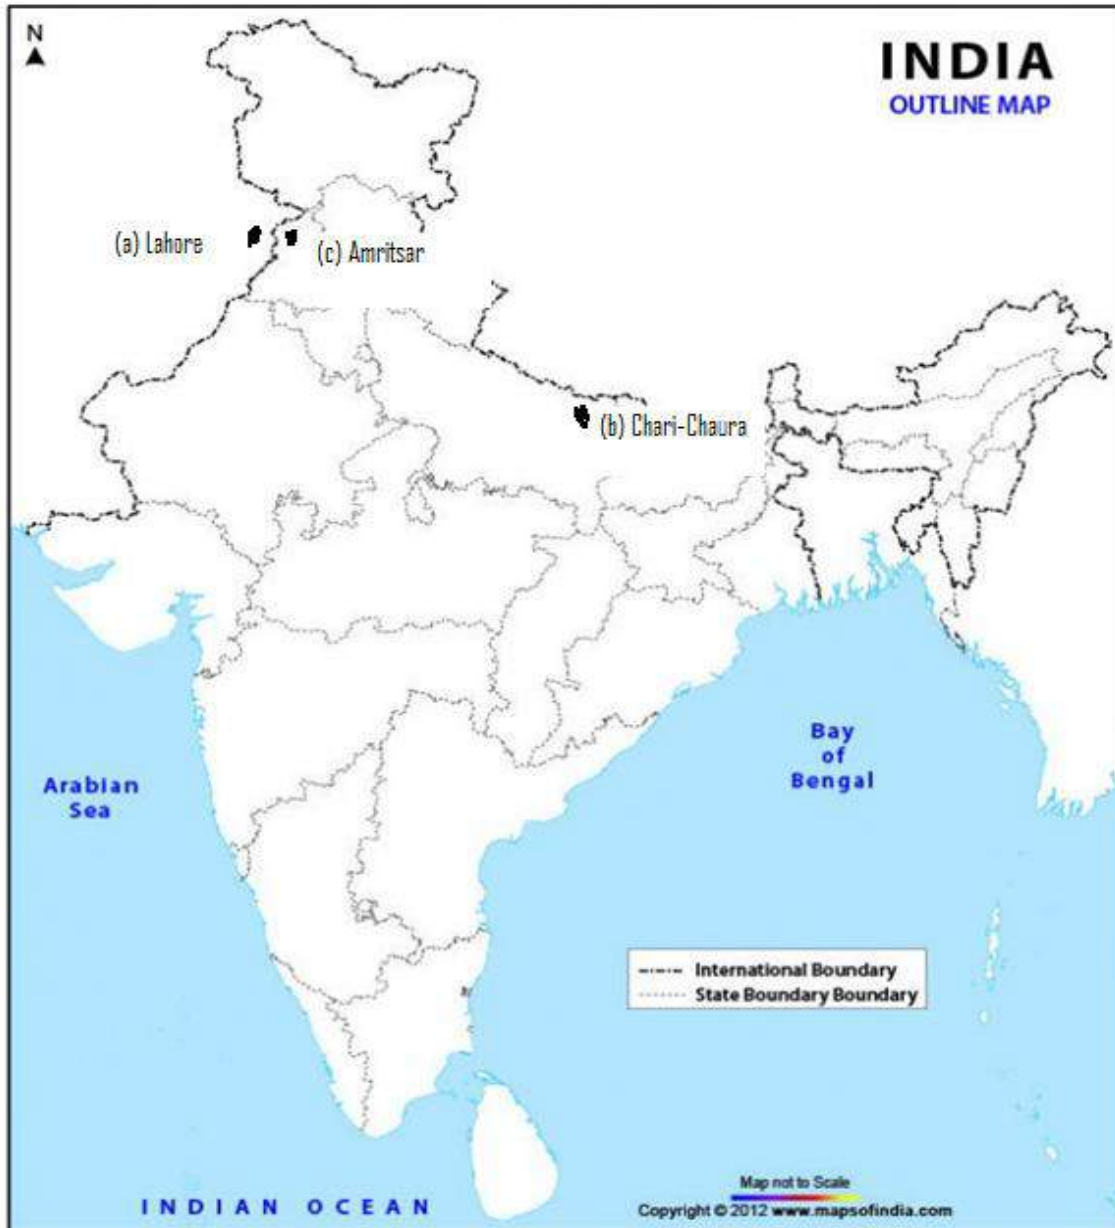 N
INDIA
OUTLINE MAP
(a) Lahore
(c) Amritsar
(b) Chari-Chaura
Arabian
Sea
Bay
of
Bengal
International Boundary
State Boundary Boundary
INDIAN OCEAN
Map not to Scale
Copyright © 2012 www.mapsofindia.com